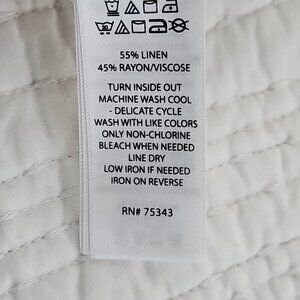 55% LINEN
45% RAYON/VISCOSE
TURN INSIDE OUT
MACHINE WASH COOL
- DELICATE CYCLE
WASH WITH LIKE COLORS
ONLY NON-CHLORINE
BLEACH WHEN NEEDED
LINE DRY
LOW IRON IF NEEDED
IRON ON REVERSE
RN# 75343